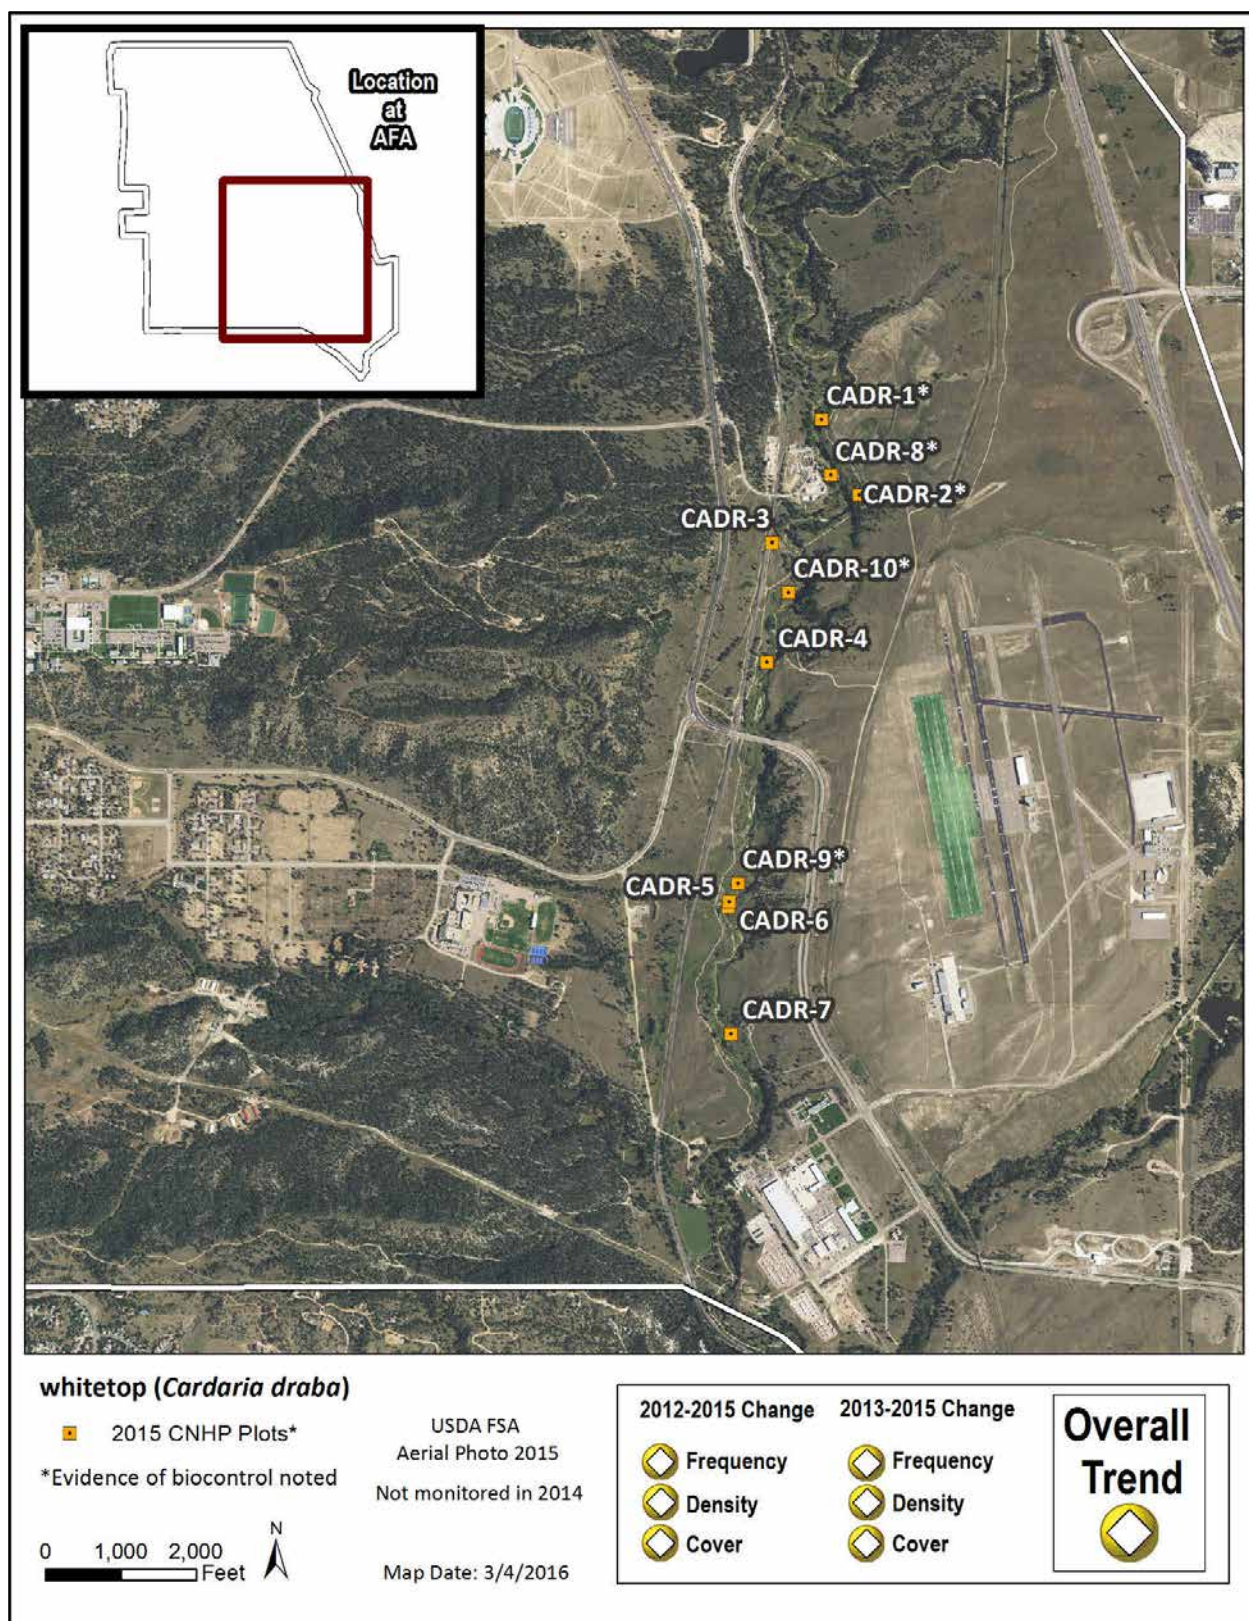 Location
at
AFA
CADR-1*
CADR-8*
CADR-2*
CADR-3
CADR-10*
CADR-4
CADR-9*
CADR-5
CADR-6
CADR-7
whitetop (Cardaria draba)
2015 CNHP Plots*
*Evidence of biocontrol noted
0 1,000 2,000
Feet
N
USDA FSA
Aerial Photo 2015
Not monitored in 2014
Map Date: 3/4/2016
2012-2015 Change
Frequency
Density
Cover
2013-2015 Change
Frequency
Density
Cover
Overall
Trend